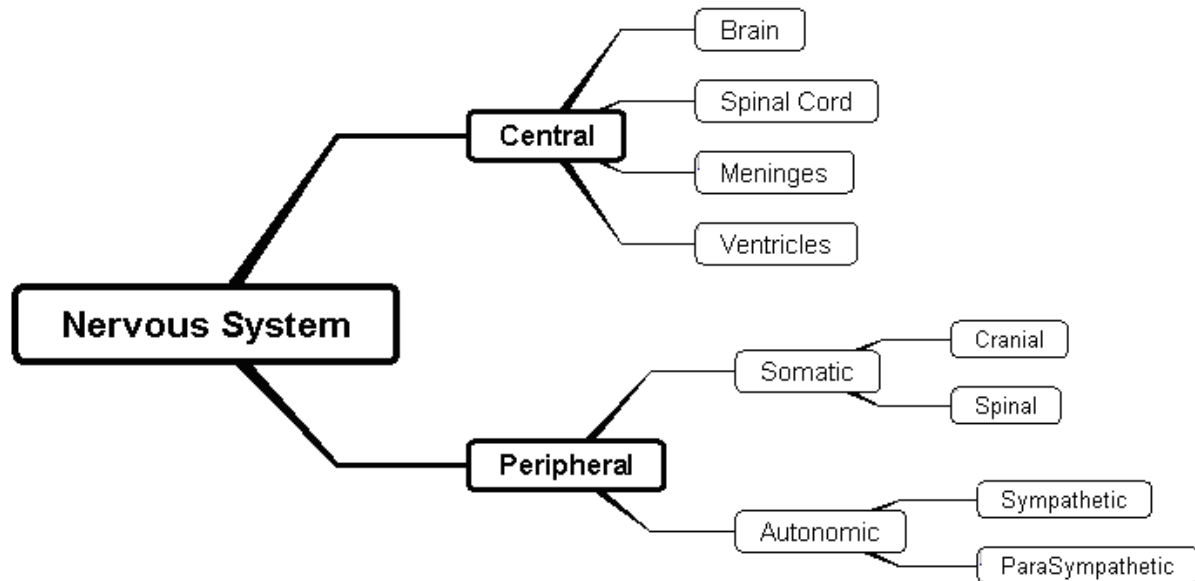 Nervous System
Central
Brain
Spinal Cord
Meninges
Ventricles
Peripheral
Somatic
Cranial
Spinal
Autonomic
Sympathetic
ParaSympathetic